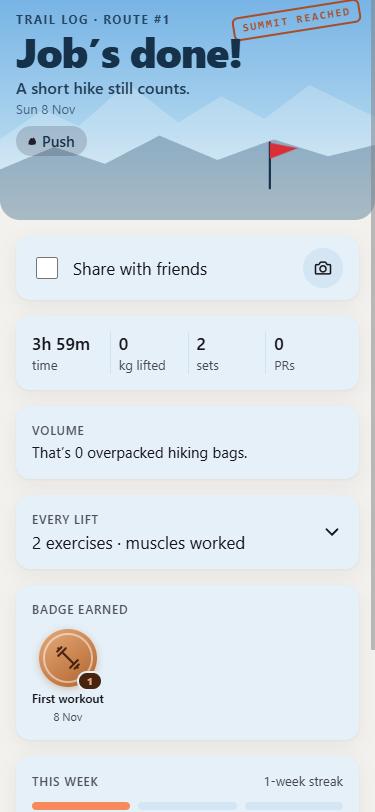 TRAIL LOG · ROUTE #1
SUMMIT REACHED
Job's done!
A short hike still counts.
Sun 8 Nov
Push
Share with friends
3h 59m
time
0
kg lifted
2
sets
0
PRs
VOLUME
That's 0 overpacked hiking bags.
EVERY LIFT
2 exercises · muscles worked
BADGE EARNED
1
First workout
8 Nov
THIS WEEK
1-week streak